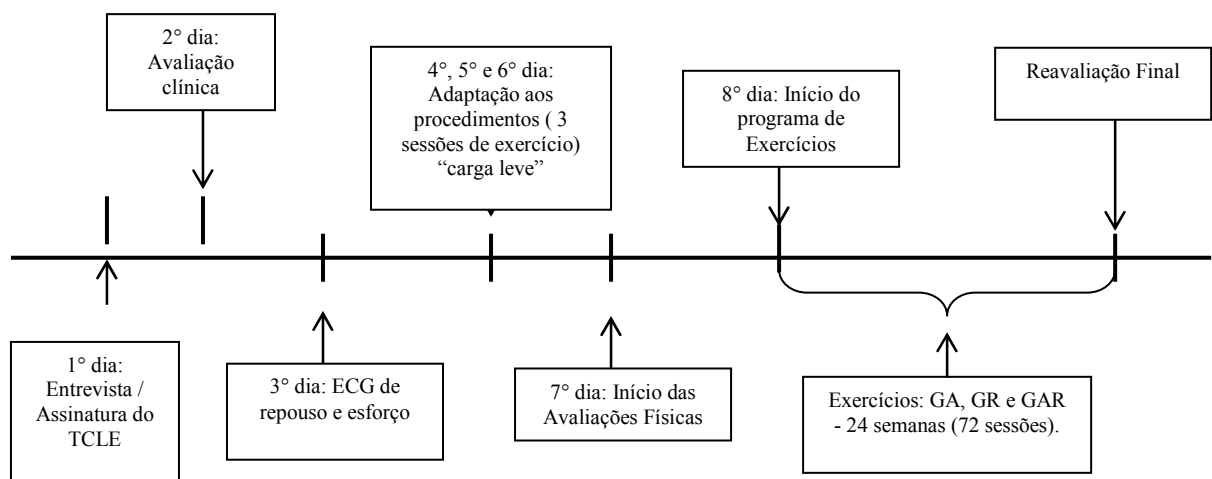 2° dia:
Avaliação
clínica
4°, 5° e 6° dia:
Adaptação aos
procedimentos ( 3
sessões de exercício)
“carga leve”
8° dia: Início do
programa de
Exercícios
Reavaliação Final
1° dia:
Entrevista /
Assinatura do
TCLE
3° dia: ECG de
repouso e esforço
7° dia: Início das
Avaliações Físicas
Exercícios: GA, GR e GAR
- 24 semanas (72 sessões).